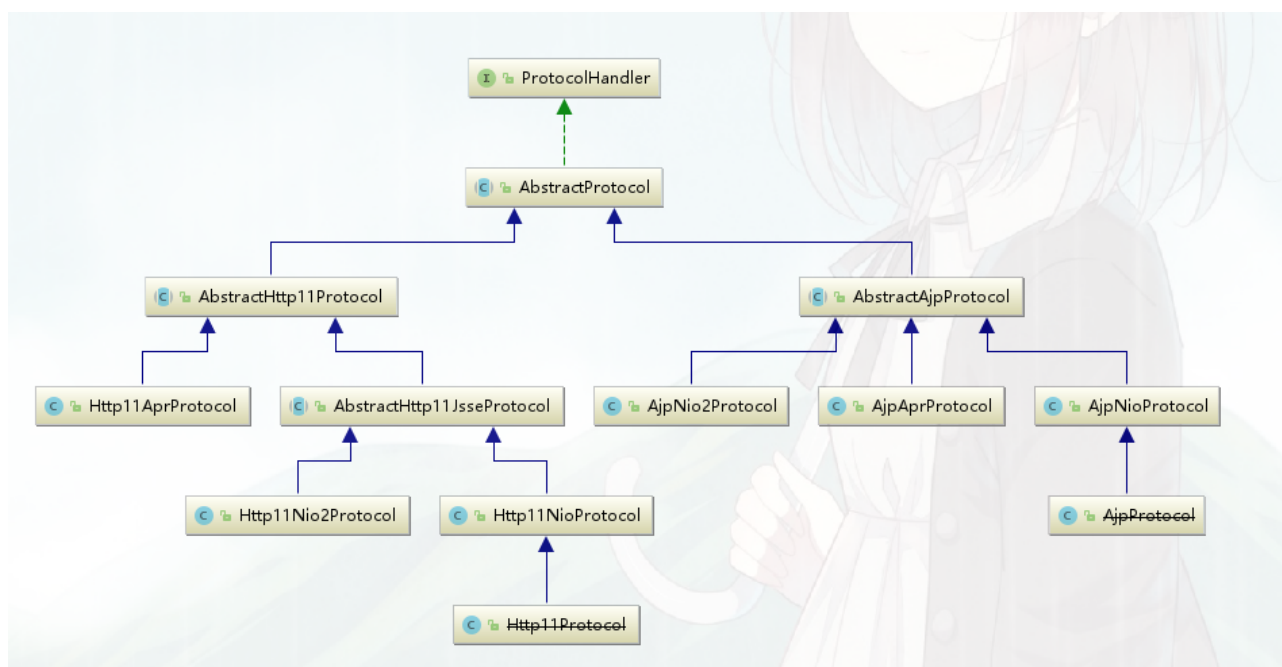 ProtocolHandler
AbstractProtocol
AbstractHttp11Protocol
AbstractAjpProtocol
Http11AprProtocol
AbstractHttp11JsseProtocol
AjpNio2Protocol
AjpAprProtocol
AjpNioProtocol
Http11Nio2Protocol
Http11NioProtocol
AjpProtocol
Http11Protocol